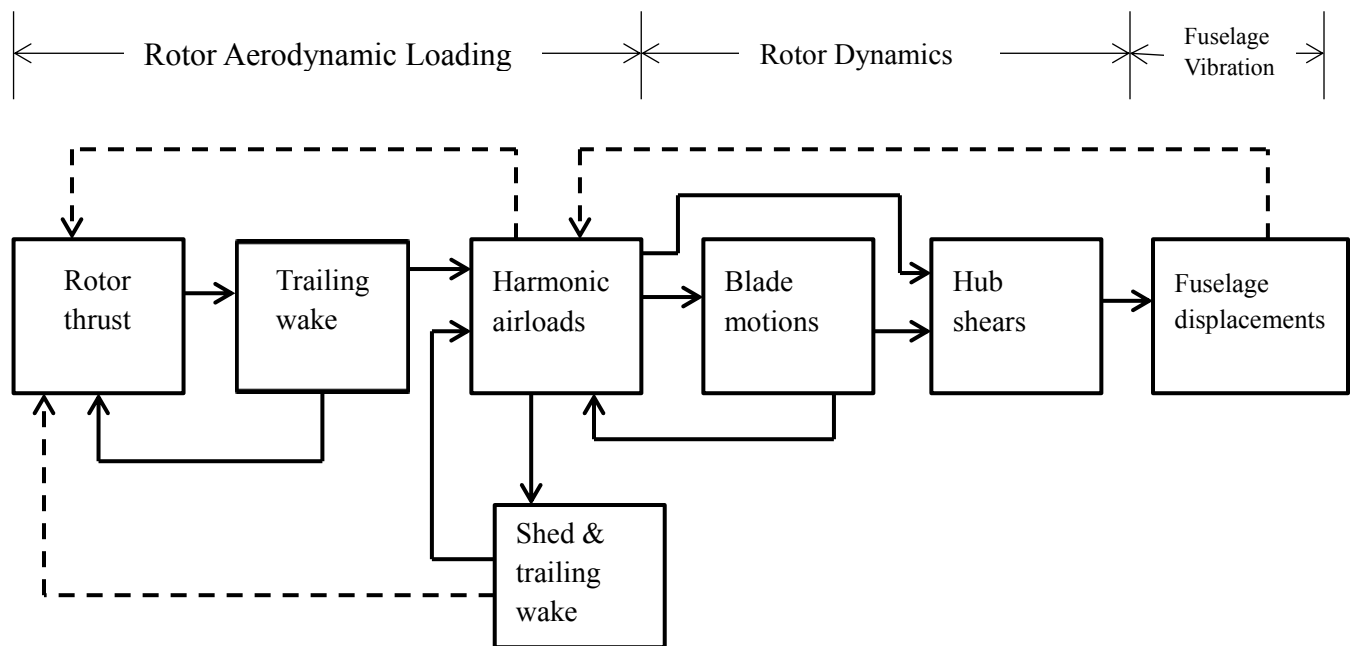 Rotor Aerodynamic Loading
Rotor Dynamics
Fuselage
Vibration
Rotor
thrust
Trailing
wake
Harmonic
airloads
Blade
motions
Hub
shears
Fuselage
displacements
Shed &
trailing
wake